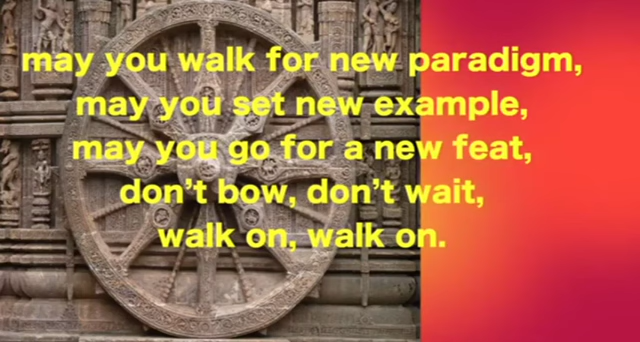 may you walk for new paradigm,
may you set new example,
may you go for a new feat,
don't bow, don't wait,
walk on, walk on.